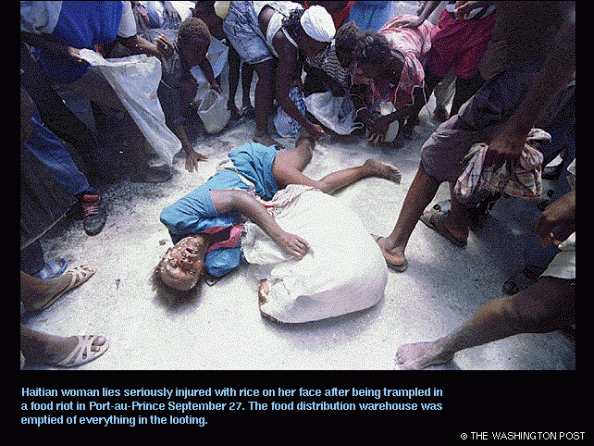 Haitian woman lies seriously injured with rice on her face after being trampled in
a food riot in Port-au-Prince September 27. The food distribution warehouse was
emptied of everything in the looting.
© THE WASHINGTON POST